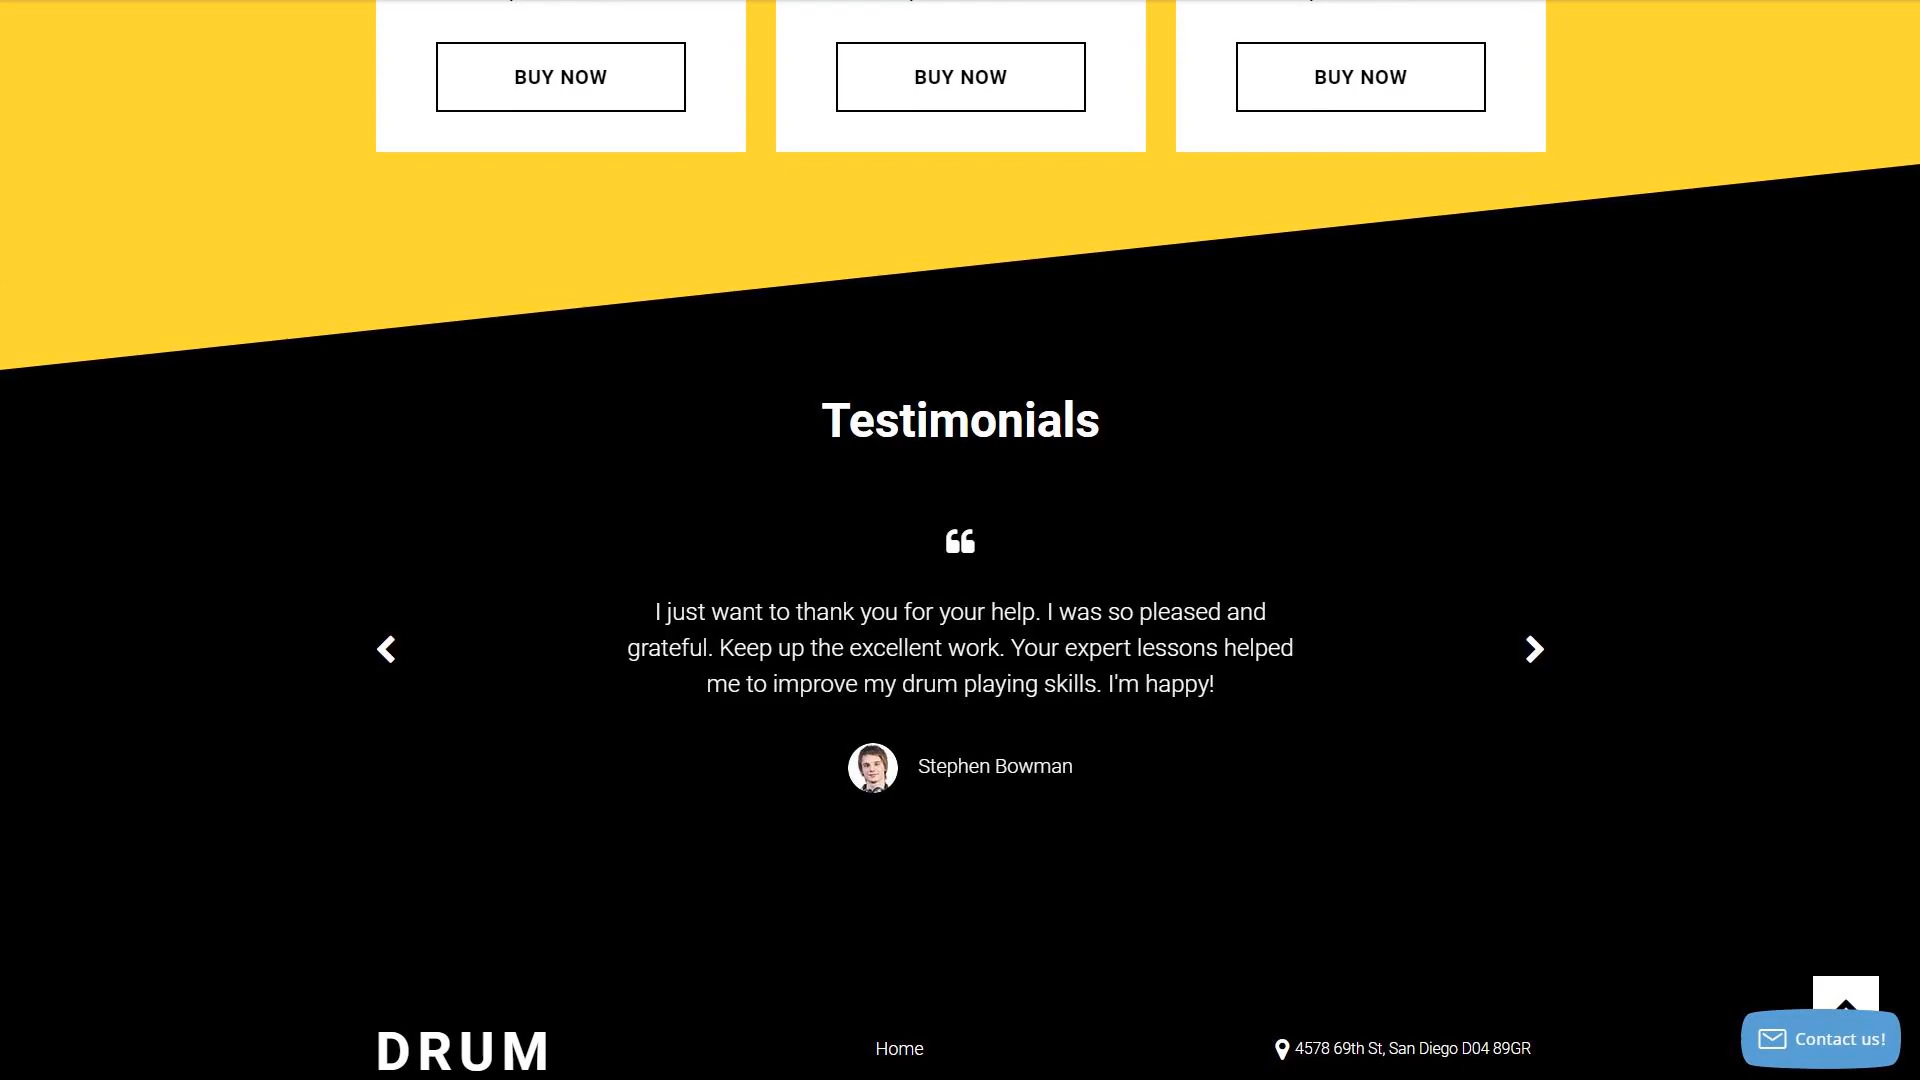 BUY NOW
BUY NOW
BUY NOW
Testimonials
I just want to thank you for your help. I was so pleased and
grateful. Keep up the excellent work. Your expert lessons helped
me to improve my drum playing skills. I'm happy!
Stephen Bowman
DRUM
Home
4578 69th St, San Diego D04 89GR
Contact us!